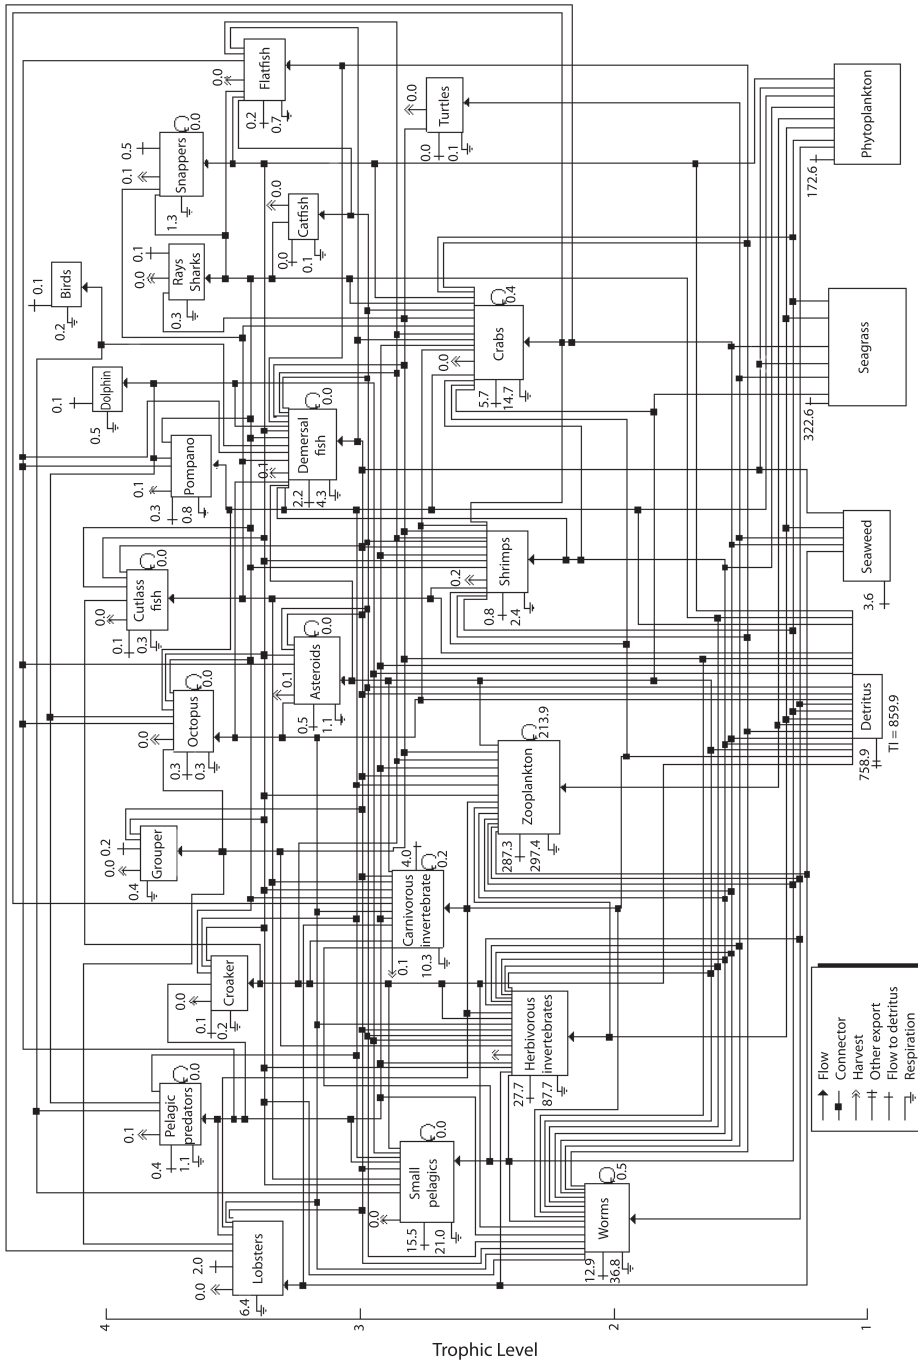 Flatfish
0.0
0.2
0.7
Turtles
0.0
0.0
0.1
Phytoplankton
172.6
Snappers
0.0
0.5
0.1
1.3
Catfish
0.0
0.0
0.1
Rays
Sharks
0.1
0.0
0.3
Birds
0.1
0.2
Crabs
0.4
0.0
5.7
14.7
Seagrass
322.6
Dolphin
0.1
0.5
Demersal
fish
0.0
0.1
2.2
4.3
Pompano
0.1
0.3
0.8
Shrimps
0.2
0.8
2.4
Seaweed
3.6
Cutlass
fish
0.0
0.0
0.1
0.3
Asteroids
0.0
0.1
0.5
1.1
Octopus
0.0
0.0
0.3
0.3
Detritus
758.9
TI = 859.9
Zooplankton
213.9
287.3
297.4
Grouper
0.2
0.0
0.4
Carnivorous
invertebrate
4.0
0.2
0.1
10.3
Croaker
0.0
0.1
0.2
Herbivorous
invertebrates
27.7
87.7
Pelagic
predators
0.0
0.1
0.4
1.1
Small
pelagics
0.0
0.0
15.5
21.0
Worms
0.5
12.9
36.8
Lobsters
2.0
0.0
6.4
Flow
Connector
Harvest
Other export
Flow to detritus
Respiration
4
3
2
1
Trophic Level